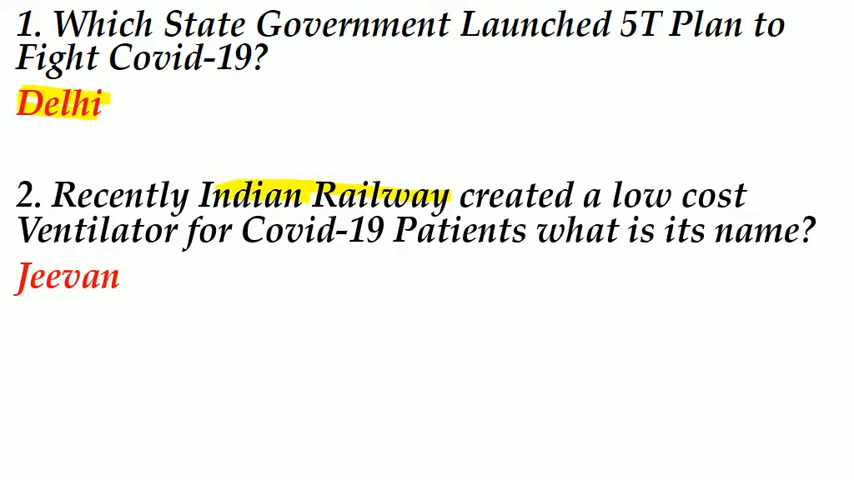 1. Which State Government Launched 5T Plan to
Fight Covid-19?
Delhi
2. Recently Indian Railway created a low cost
Ventilator for Covid-19 Patients what is its name?
Jeevan